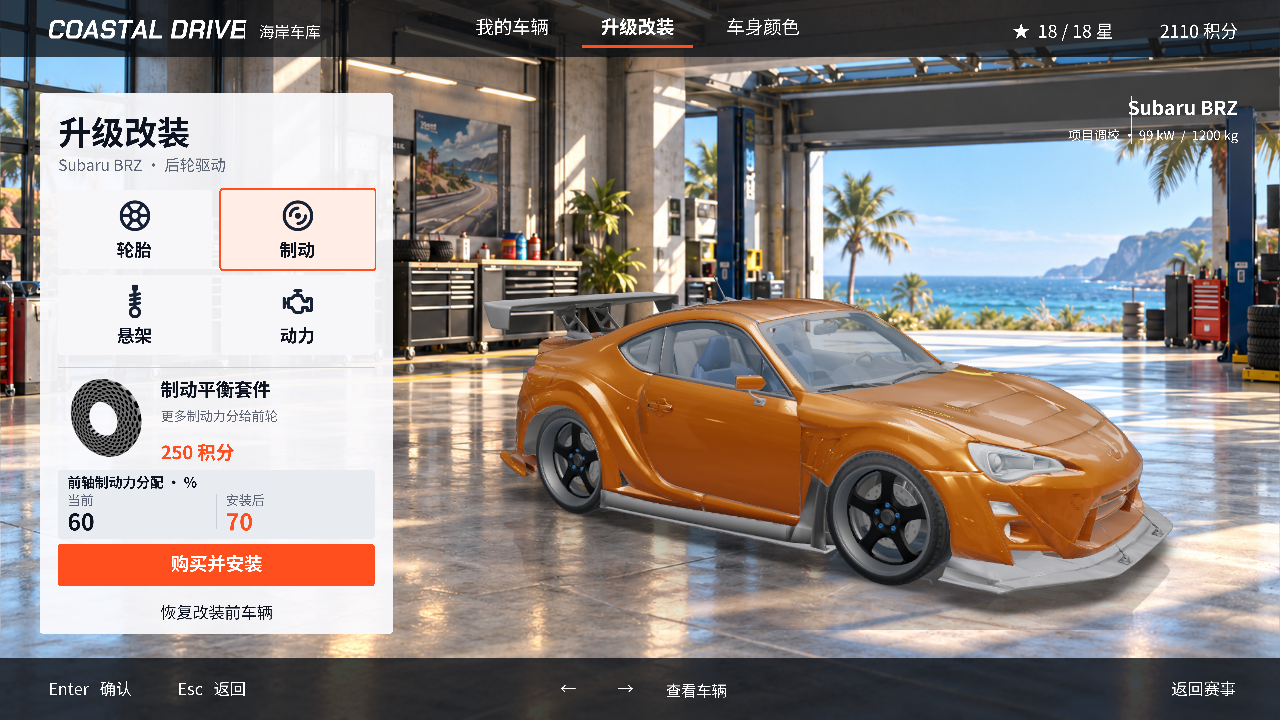 COASTAL DRIVE 海岸车库
我的车辆 升级改装 车身颜色
★ 18 / 18 星 2110 积分
Subaru BRZ
项目调校 · 99 kW / 1200 kg
升级改装
Subaru BRZ · 后轮驱动
轮胎 制动
悬架 动力
制动平衡套件
更多制动力分给前轮
250 积分
前轴制动力分配 · %
当前 安装后
60 70
购买并安装
恢复改装前车辆
Enter 确认 Esc 返回 ← → 查看车辆 返回赛事